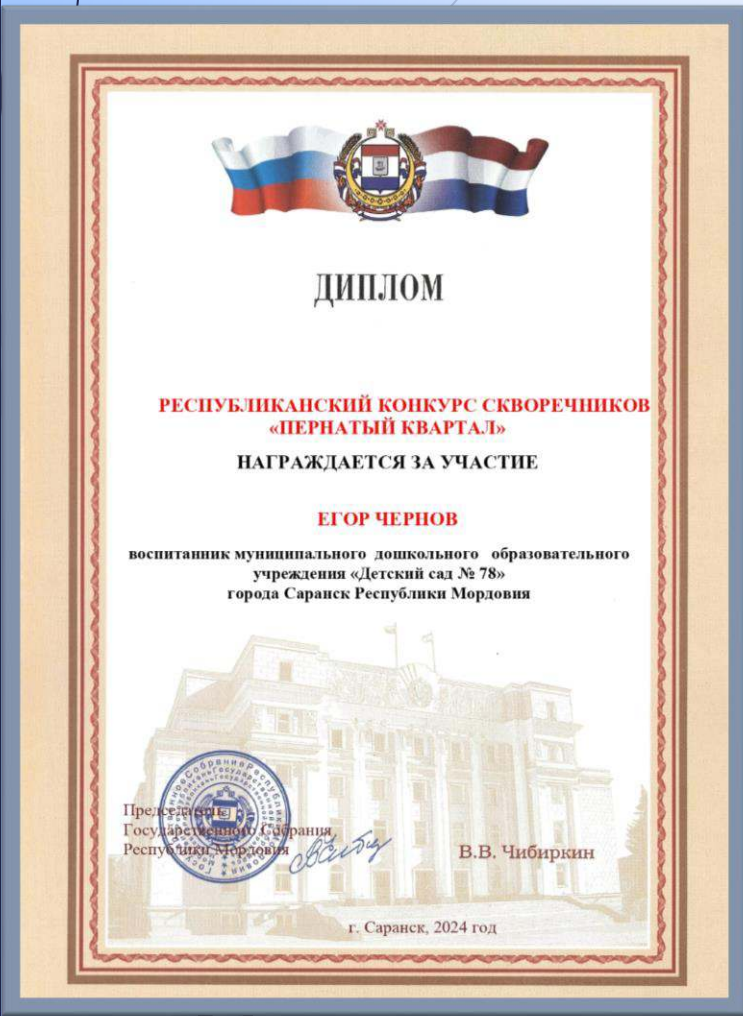 ДИПЛОМ
РЕСПУБЛИКАНСКИЙ КОНКУРС СКВОРЕЧНИКОВ
«ПЕРНАТЫЙ КВАРТАЛ»
НАГРАЖДАЕТСЯ ЗА УЧАСТИЕ
ЕГОР ЧЕРНОВ
воспитанник муниципального дошкольного образовательного
учреждения «Детский сад № 78»
города Саранск Республики Мордовия
Председатель
Государственного Собрания
Республики Мордовия
В.В. Чибиркин
г. Саранск, 2024 год